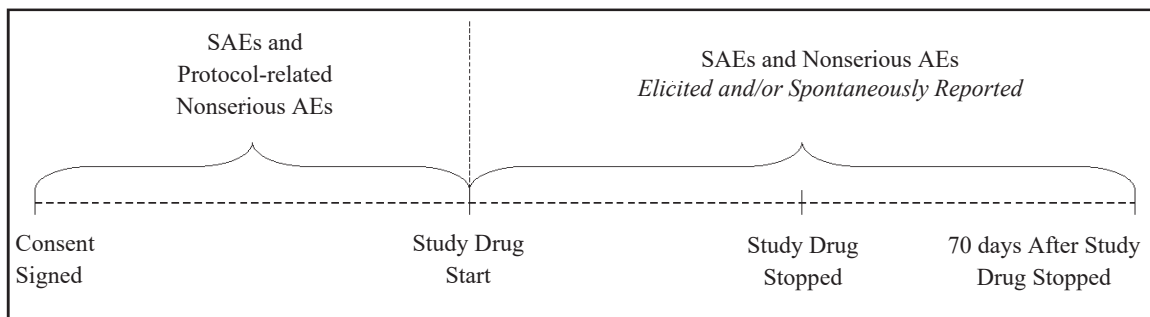 SAEs and
Protocol-related
Nonserious AEs
SAEs and Nonserious AEs
Elicited and/or Spontaneously Reported
Consent
Signed
Study Drug
Start
Study Drug
Stopped
70 days After Study
Drug Stopped